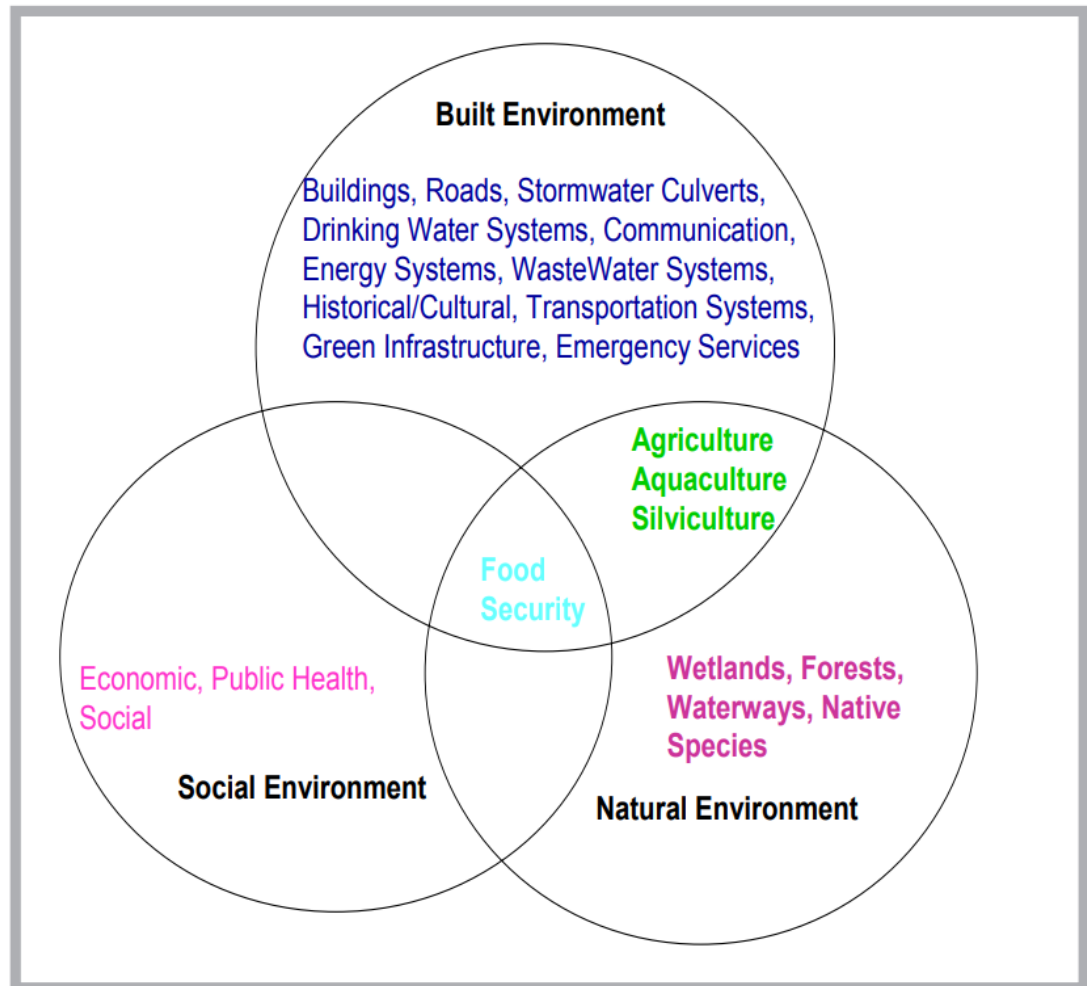 Built Environment
Buildings, Roads, Stormwater Culverts,
Drinking Water Systems, Communication,
Energy Systems, WasteWater Systems,
Historical/Cultural, Transportation Systems,
Green Infrastructure, Emergency Services
Agriculture
Aquaculture
Silviculture
Food
Security
Economic, Public Health,
Social
Social Environment
Wetlands, Forests,
Waterways, Native
Species
Natural Environment